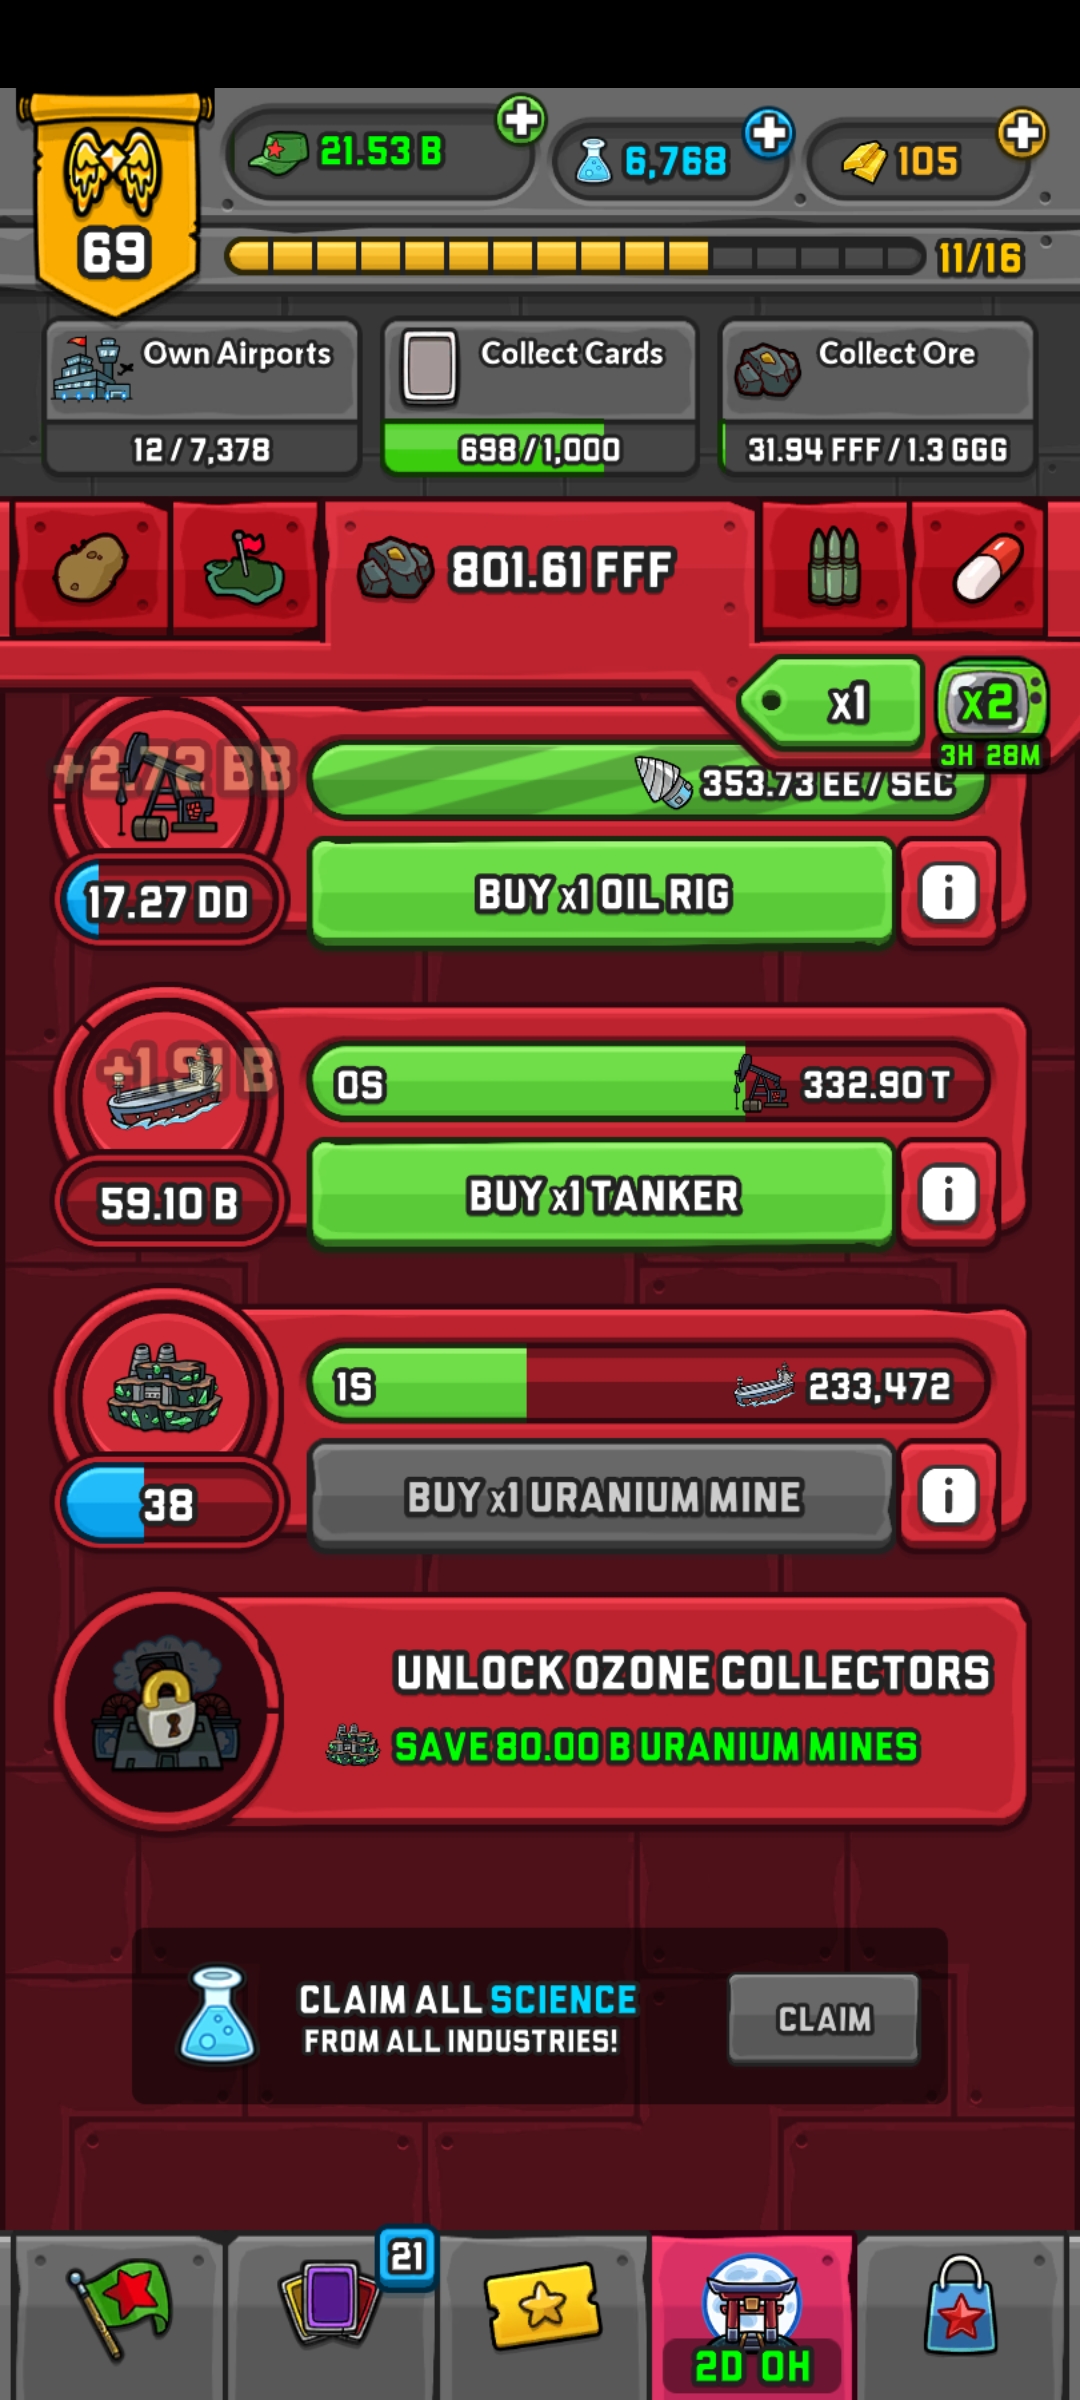 21.53 B
6,768
105
69
11/16
Own Airports
12 / 7,378
Collect Cards
698 / 1,000
Collect Ore
31.94 FFF / 1.3 GGG
801.61 FFF
x1
x2
3H 28M
+2.72 BB
353.73 EE / SEC
17.27 DD
BUY x1 OIL RIG
i
0S
332.90 T
59.10 B
BUY x1 TANKER
i
1S
233,472
38
BUY x1 URANIUM MINE
i
UNLOCK OZONE COLLECTORS
SAVE 80.00 B URANIUM MINES
CLAIM ALL SCIENCE
FROM ALL INDUSTRIES!
CLAIM
21
2D 0H